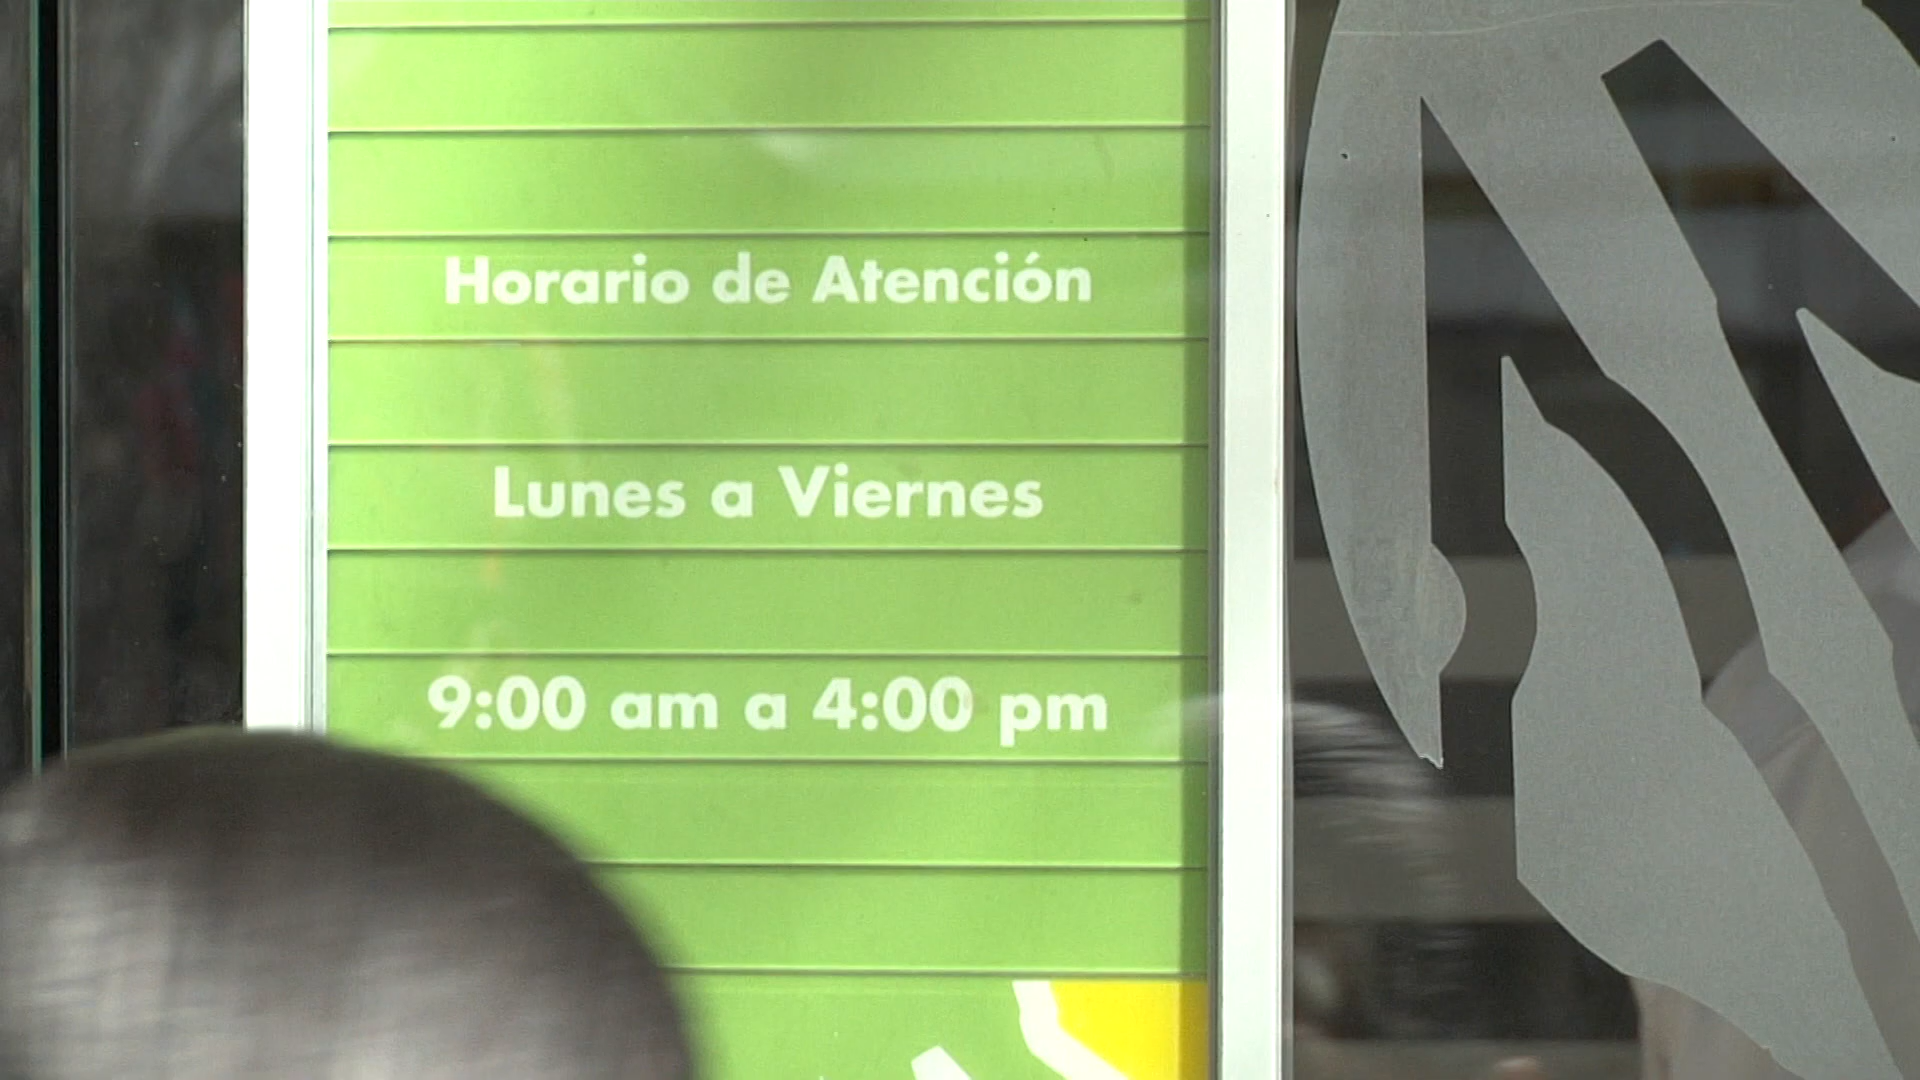 Horario de Atención
Lunes a Viernes
9:00 am a 4:00 pm